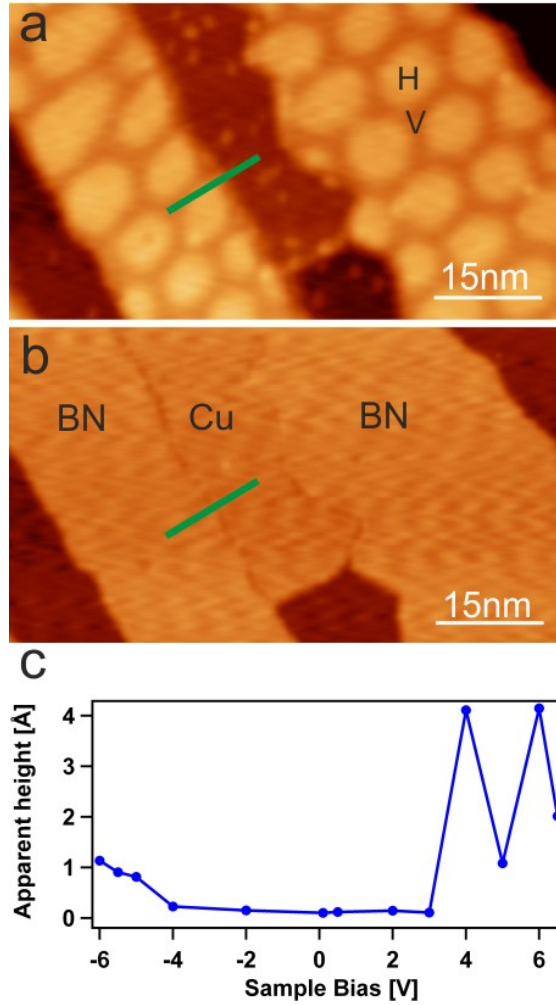 a
H
V
15nm
b
BN Cu BN
15nm
c
Apparent height [Å]
4
3
2
1
0
-6 -4 -2 0 2 4 6
Sample Bias [V]